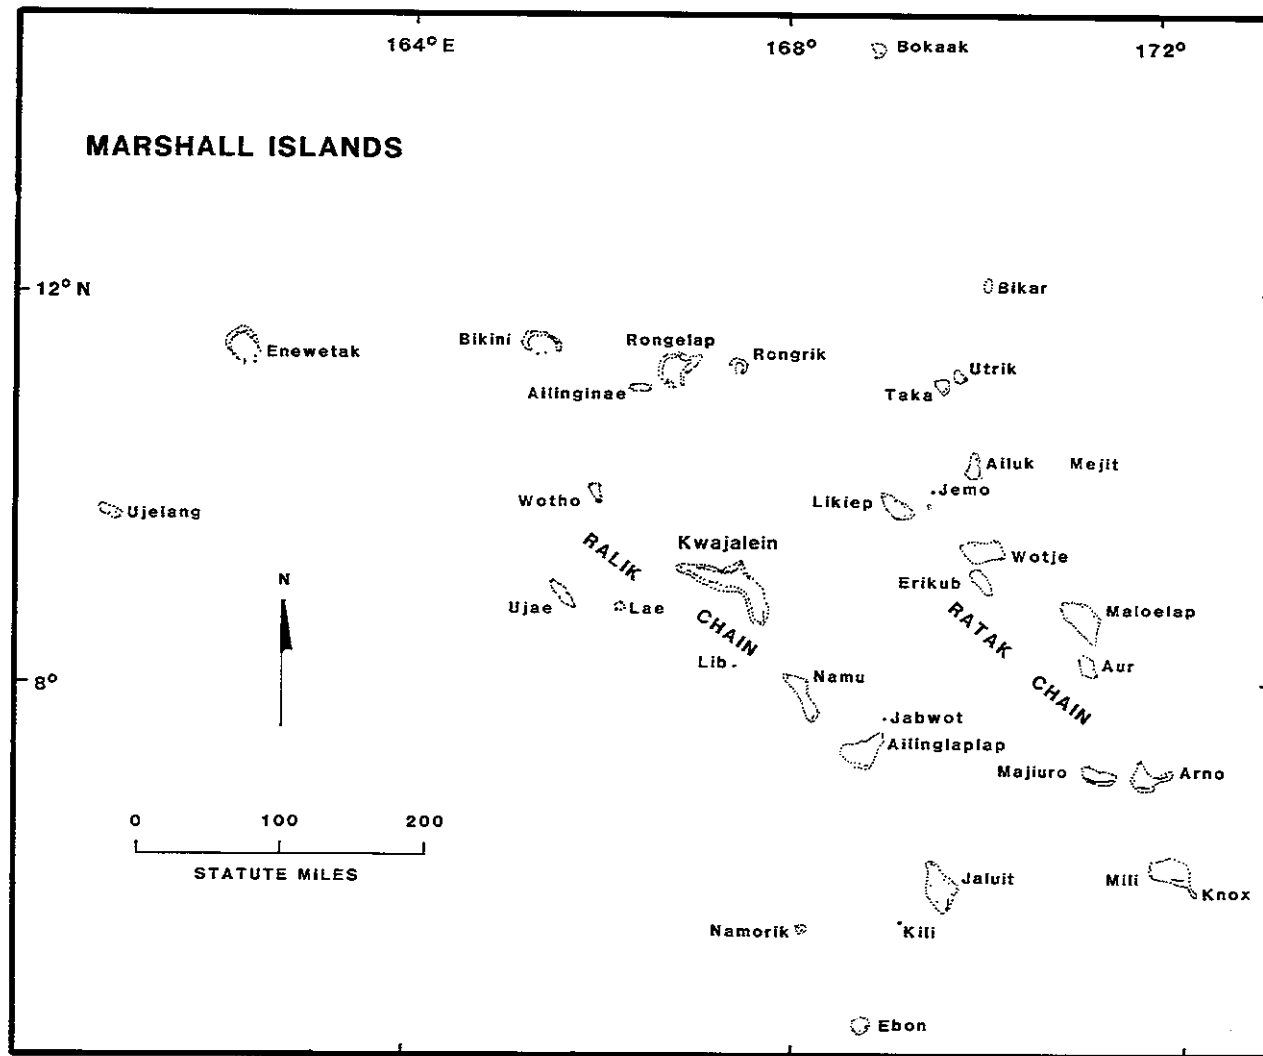 164° E
168°
Bokaak
172°
MARSHALL ISLANDS
12° N
Bikar
Enewetak
Bikini
Rongelap
Rongrik
Ailinginae
Taka
Utrik
Ailuk
Mejit
Ujelang
Wotho
Likiep
Jemo
RALIK
Kwajalein
Wotje
N
Erikub
Ujae
Lae
CHAIN
RATAK
Maloelap
Lib
Namu
Aur
8°
CHAIN
Jabwot
Ailinglaplap
Majiuro
Arno
0 100 200
STATUTE MILES
Jaluit
Mili
Knox
Namorik
Kili
Ebon